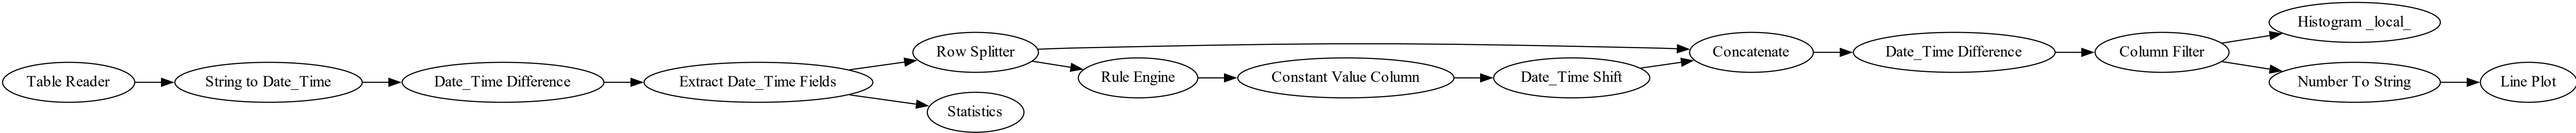 Table Reader
String to Date_Time
Date_Time Difference
Extract Date_Time Fields
Row Splitter
Statistics
Rule Engine
Constant Value Column
Date_Time Shift
Concatenate
Date_Time Difference
Column Filter
Histogram _local_
Number To String
Line Plot